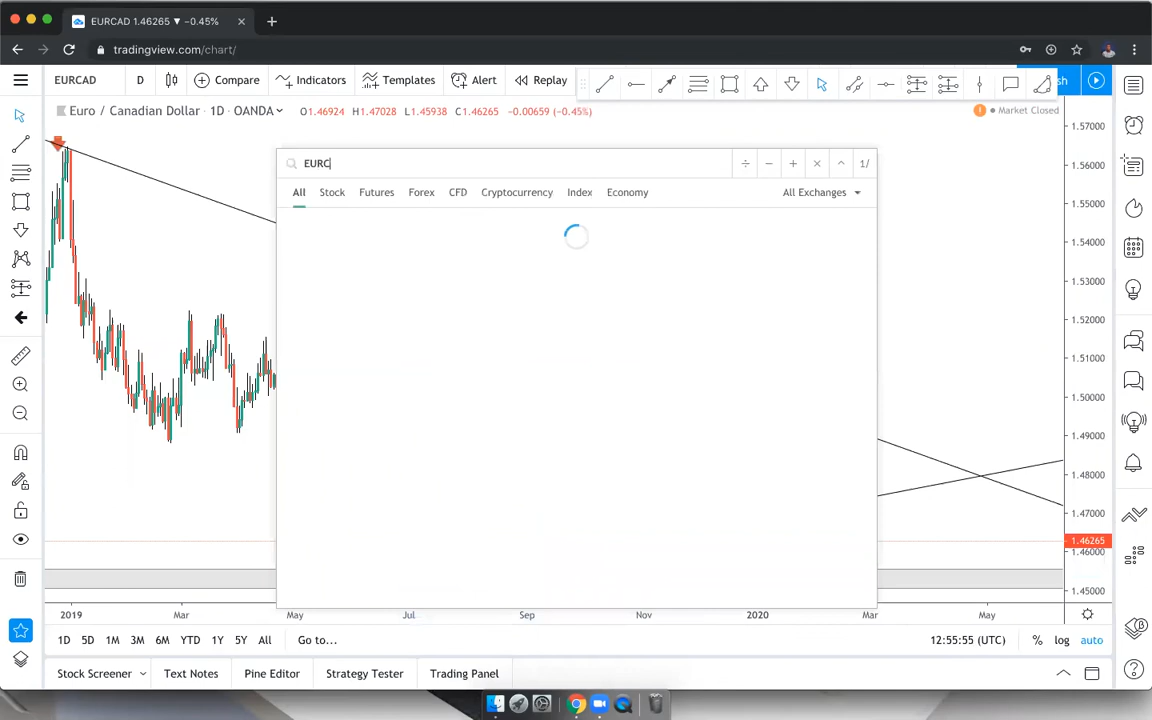 EURCAD 1.46265 ▼ −0.45%
tradingview.com/chart/
EURCAD D Compare Indicators Templates Alert Replay
Euro / Canadian Dollar · 1D · OANDA O1.46924 H1.47028 L1.45938 C1.46265 −0.00659 (−0.45%)
Market Closed
EURC
÷ − + × ^ 1/
All Stock Futures Forex CFD Cryptocurrency Index Economy All Exchanges
1.57000
1.56000
1.55000
1.54000
1.53000
1.52000
1.51000
1.50000
1.49000
1.48000
1.47000
1.46265
1.46000
1.45000
2019 Mar May Jul Sep Nov 2020 Mar May
1D 5D 1M 3M 6M YTD 1Y 5Y All Go to... 12:55:55 (UTC) % log auto
Stock Screener Text Notes Pine Editor Strategy Tester Trading Panel